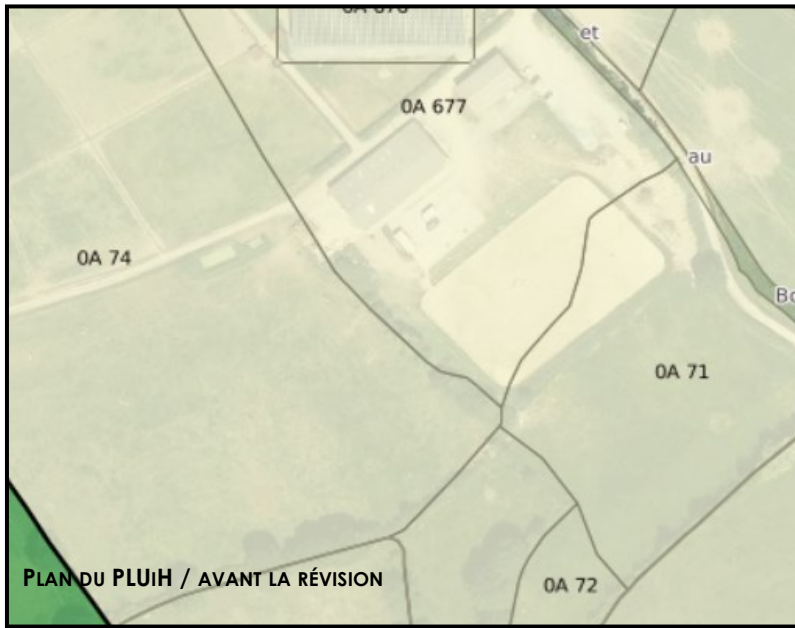 et
0A 677
au
0A 74
Bo
0A 71
PLAN DU PLUIH / AVANT LA RÉVISION
0A 72